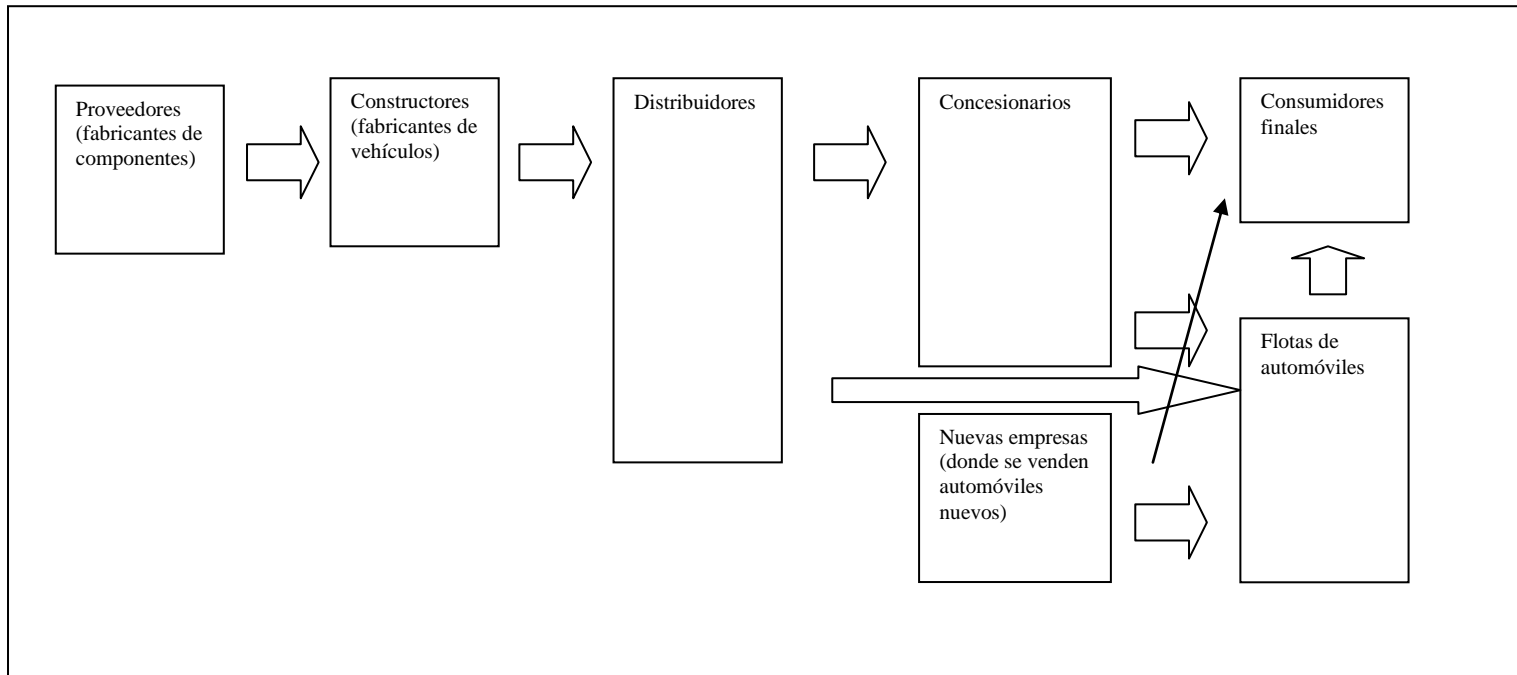 Proveedores
(fabricantes de
componentes)
Constructores
(fabricantes de
vehículos)
Distribuidores
Concesionarios
Consumidores
finales
Flotas de
automóviles
Nuevas empresas
(donde se venden
automóviles
nuevos)